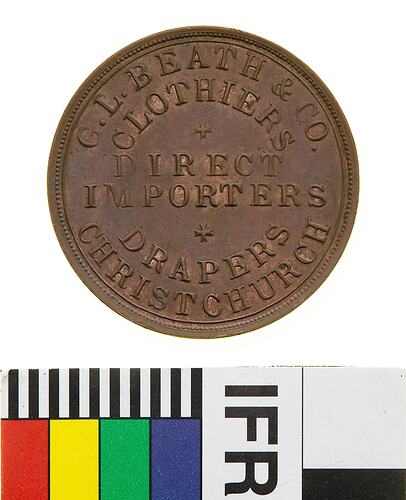 G. L. BEATH & CO.
CLOTHIERS
DIRECT
IMPORTERS
DRAPERS
CHRISTCHURCH
IFR